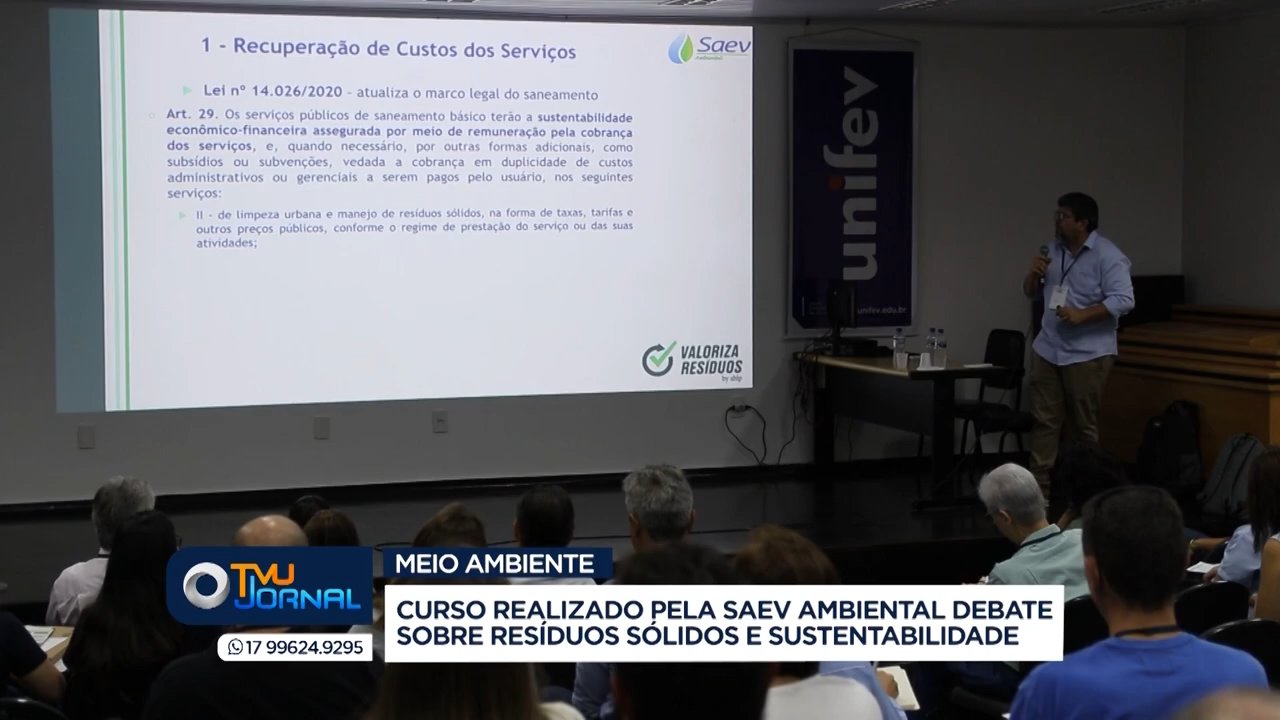 1 - Recuperação de Custos dos Serviços
Saev
Lei nº 14.026/2020 - atualiza o marco legal do saneamento
Art. 29. Os serviços públicos de saneamento básico terão a sustentabilidade
econômico-financeira assegurada por meio de remuneração pela cobrança
dos serviços, e, quando necessário, por outras formas adicionais, como
subsídios ou subvenções, vedada a cobrança em duplicidade de custos
administrativos ou gerenciais a serem pagos pelo usuário, nos seguintes
serviços:
II - de limpeza urbana e manejo de resíduos sólidos, na forma de taxas, tarifas e
outros preços públicos, conforme o regime de prestação do serviço ou das suas
atividades;
VALORIZA
RESÍDUOS
unifev
unifev.edu.br
TVU
JORNAL
17 99624.9295
MEIO AMBIENTE
CURSO REALIZADO PELA SAEV AMBIENTAL DEBATE
SOBRE RESÍDUOS SÓLIDOS E SUSTENTABILIDADE